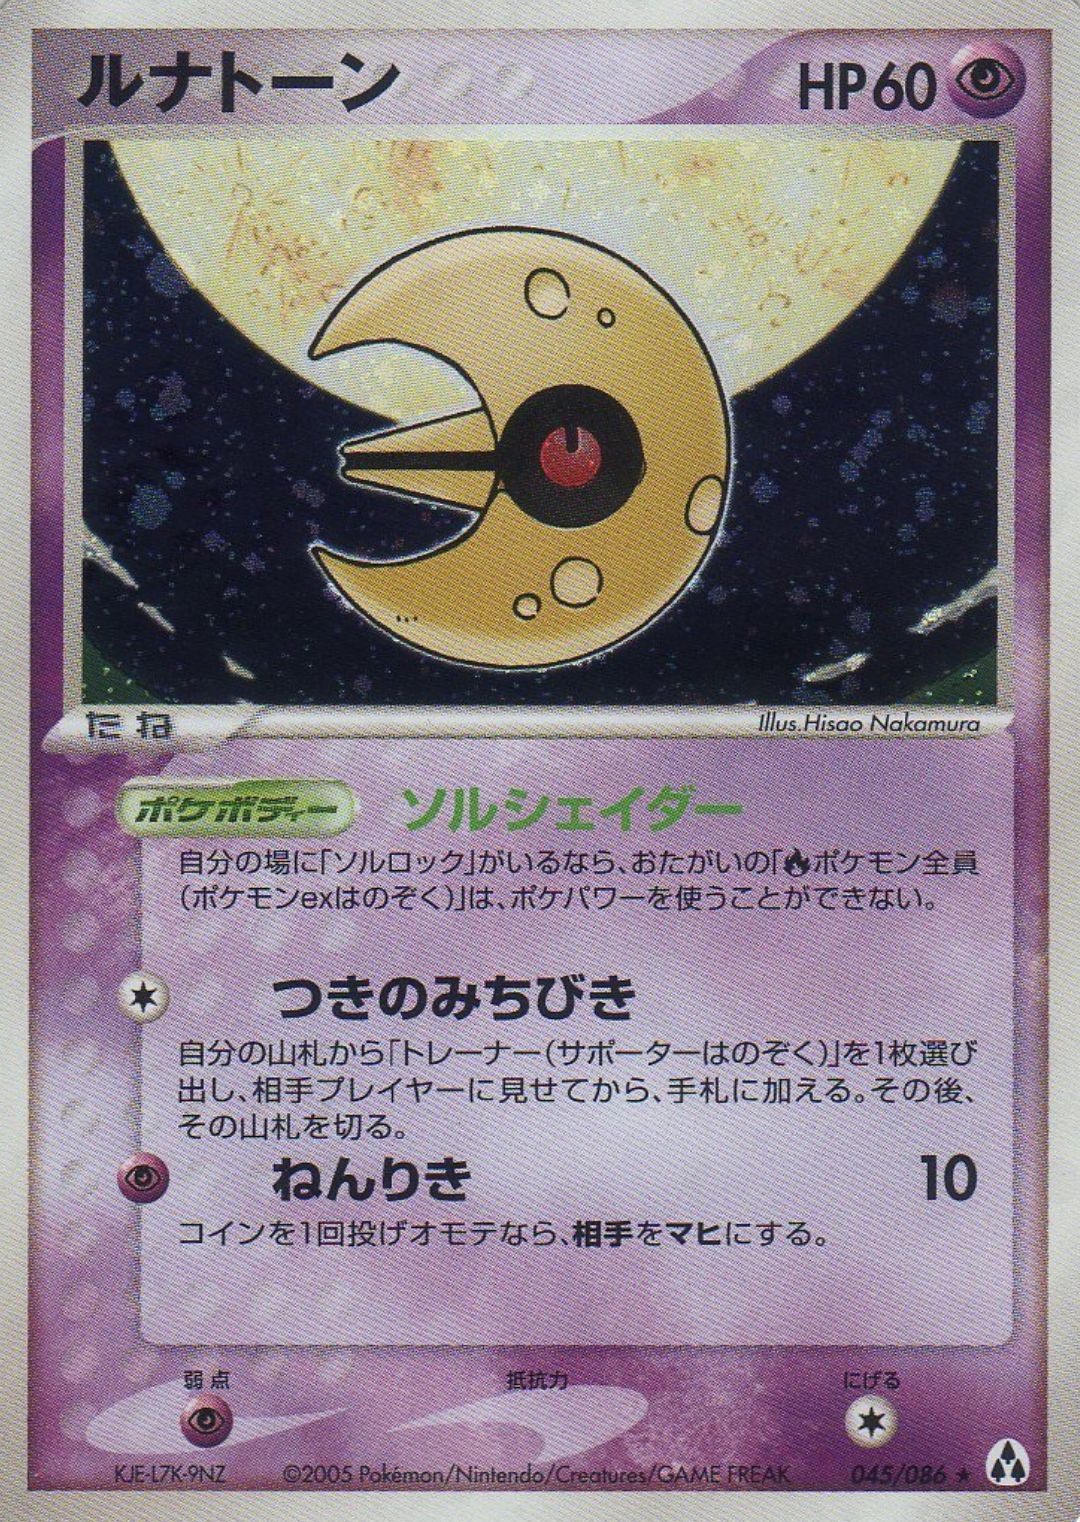 ルナトーン
HP60
たね
Illus.Hisao Nakamura
ポケボディー ソルシェイダー
自分の場に「ソルロック」がいるなら、おたがいの「ポケモン全員
(ポケモンexはのぞく)」は、ポケパワーを使うことができない。
つきのみちびき
自分の山札から「トレーナー(サポーターはのぞく)」を1枚選び
出し、相手プレイヤーに見せてから、手札に加える。その後、
その山札を切る。
ねんりき 10
コインを1回投げオモテなら、相手をマヒにする。
弱点 抵抗力 にげる
KJE-L7K-9NZ ©2005 Pokémon/Nintendo/Creatures/GAME FREAK 045/086 ★